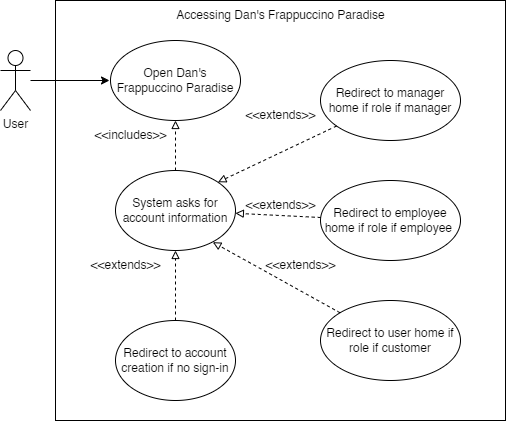 Accessing Dan's Frappuccino Paradise
Open Dan's
Frappuccino Paradise
User
<<includes>>
<<extends>>
Redirect to manager
home if role if manager
System asks for
account information
<<extends>>
Redirect to employee
home if role if employee
<<extends>>
<<extends>>
Redirect to account
creation if no sign-in
Redirect to user home if
role if customer